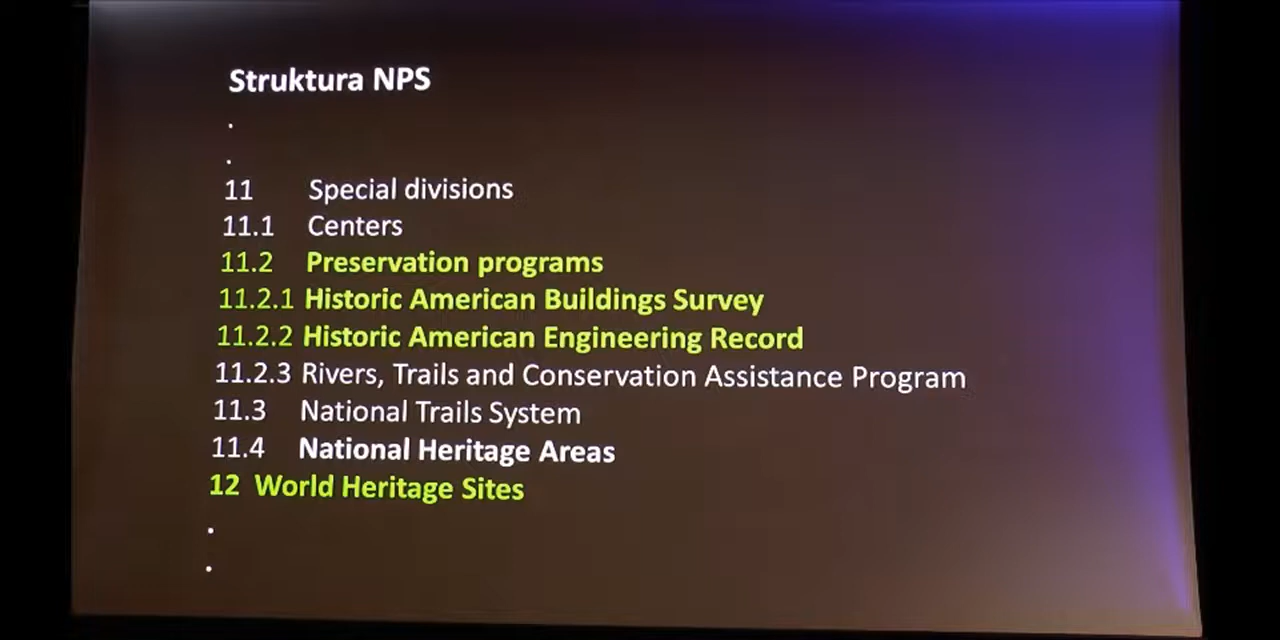 Struktura NPS
.
.
11 Special divisions
11.1 Centers
11.2 Preservation programs
11.2.1 Historic American Buildings Survey
11.2.2 Historic American Engineering Record
11.2.3 Rivers, Trails and Conservation Assistance Program
11.3 National Trails System
11.4 National Heritage Areas
12 World Heritage Sites
.
.